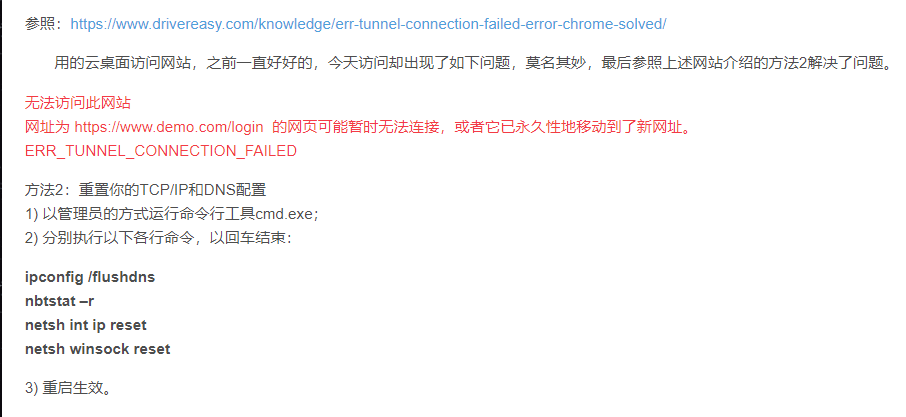 参照：https://www.drivereasy.com/knowledge/err-tunnel-connection-failed-error-chrome-solved/
用的云桌面访问网站，之前一直好好的，今天访问却出现了如下问题，莫名其妙，最后参照上述网站介绍的方法2解决了问题。
无法访问此网站
网址为 https://www.demo.com/login 的网页可能暂时无法连接，或者它已永久性地移动到了新网址。
ERR_TUNNEL_CONNECTION_FAILED
方法2：重置你的TCP/IP和DNS配置
1) 以管理员的方式运行命令行工具cmd.exe；
2) 分别执行以下各行命令，以回车结束：
ipconfig /flushdns
nbtstat –r
netsh int ip reset
netsh winsock reset
3) 重启生效。